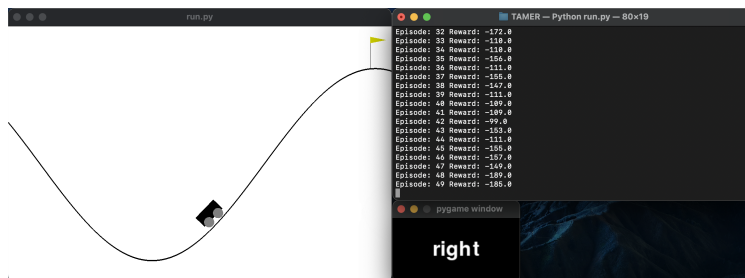 run.py
TAMER — Python run.py — 80×19
Episode: 32 Reward: -172.0
Episode: 33 Reward: -110.0
Episode: 34 Reward: -110.0
Episode: 35 Reward: -156.0
Episode: 36 Reward: -111.0
Episode: 37 Reward: -155.0
Episode: 38 Reward: -147.0
Episode: 39 Reward: -111.0
Episode: 40 Reward: -109.0
Episode: 41 Reward: -109.0
Episode: 42 Reward: -99.0
Episode: 43 Reward: -153.0
Episode: 44 Reward: -111.0
Episode: 45 Reward: -155.0
Episode: 46 Reward: -157.0
Episode: 47 Reward: -149.0
Episode: 48 Reward: -189.0
Episode: 49 Reward: -185.0
pygame window
right